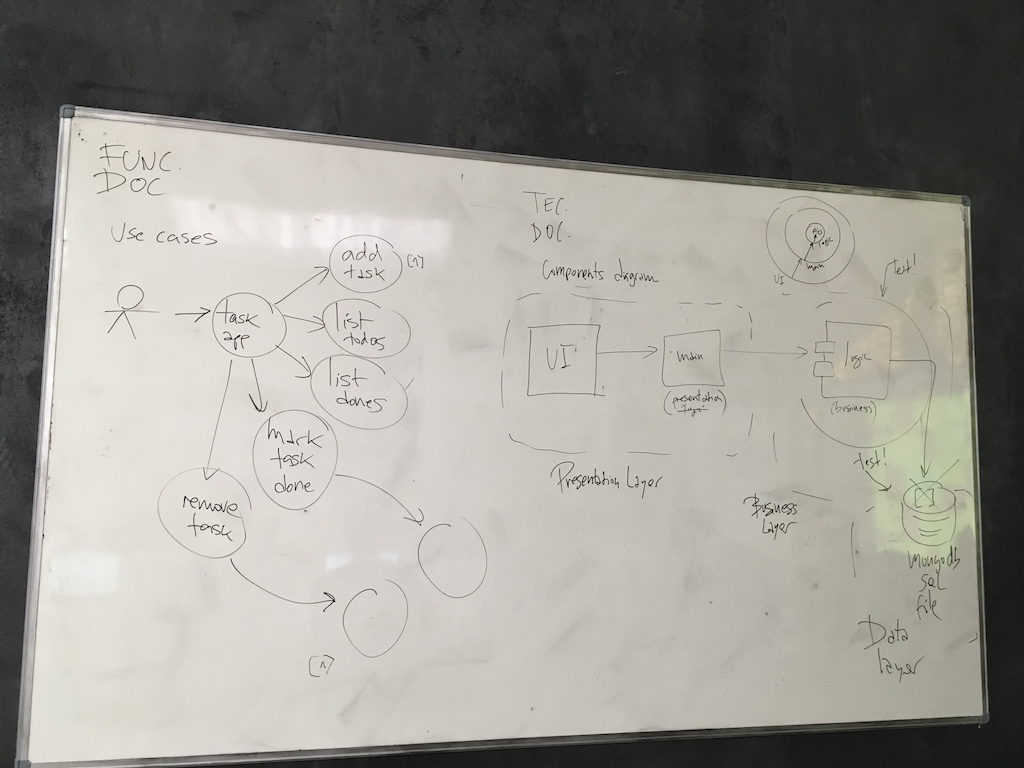 FUNC.
DOC
Use cases
task
app
add
task
[1]
list
todos
list
dones
mark
task
done
remove
task
[1]
TEC.
DOC.
Components diagram
UI
main
(presentation
logic)
Presentation Layer
UI
main
logic
(business)
test!
test!
Business
Layer
mongodb
sql
file
Data
layer